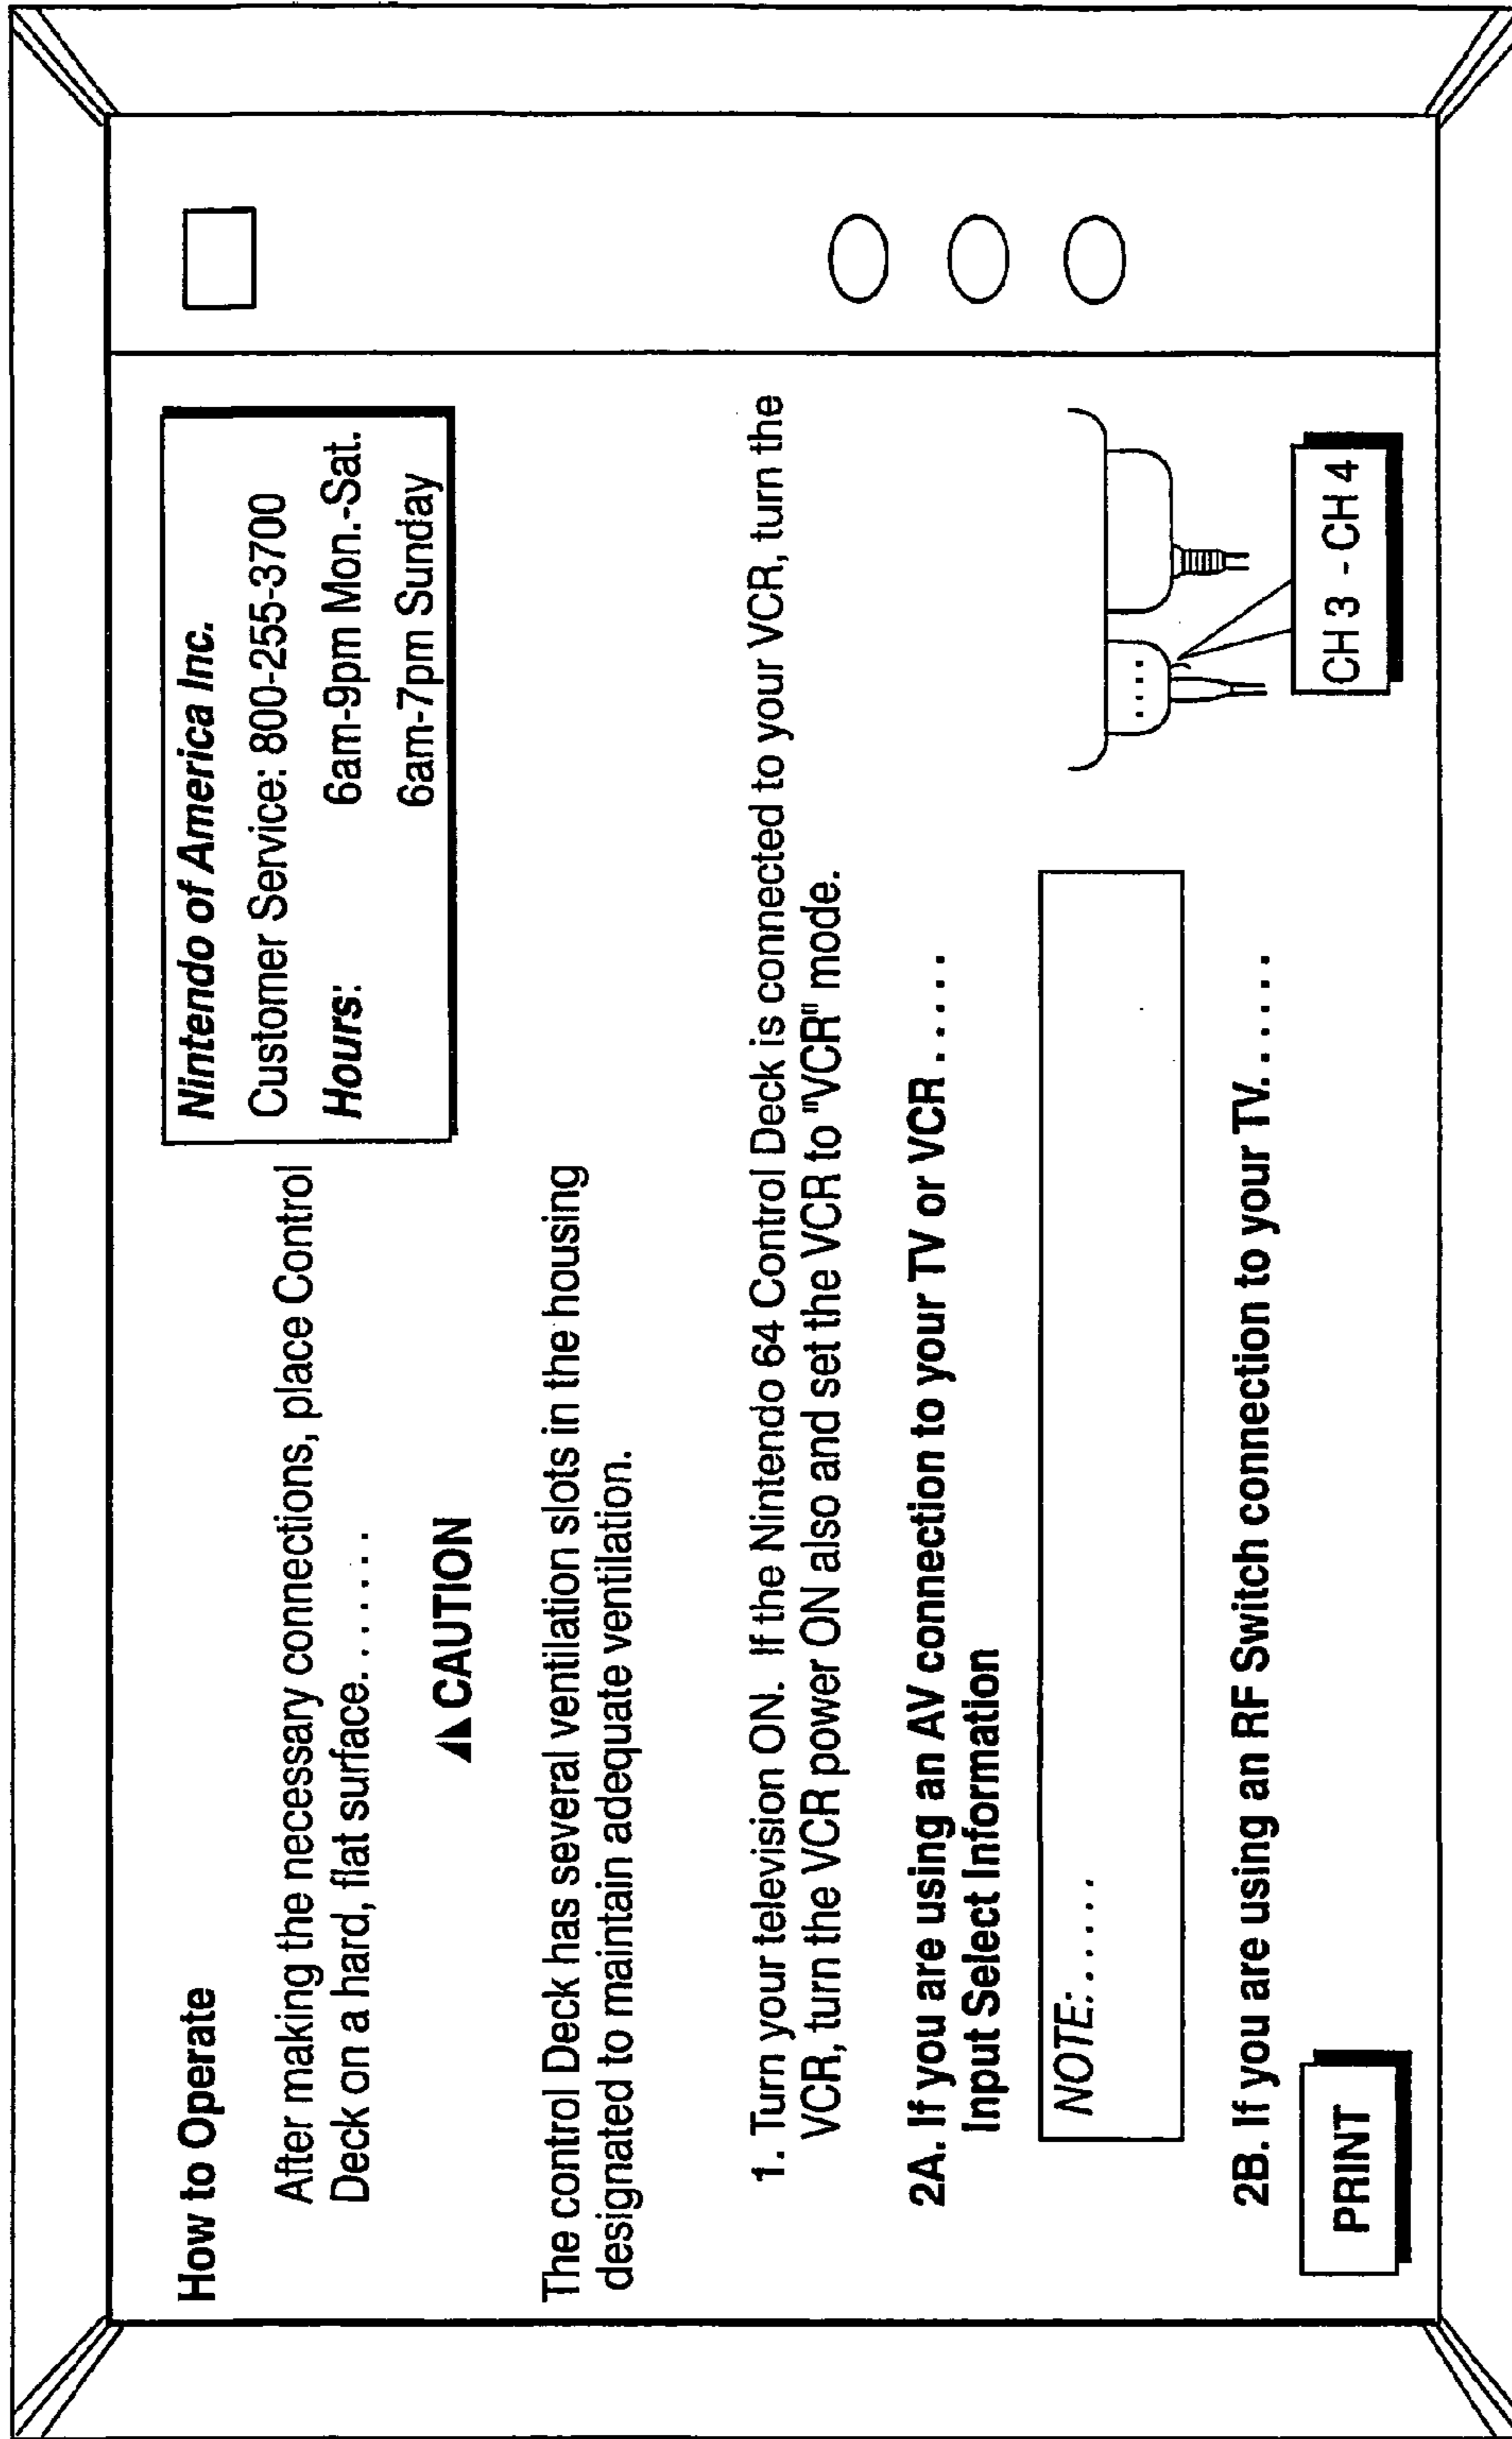 How to Operate
After making the necessary connections, place Control
Deck on a hard, flat surface.......
CAUTION
Nintendo of America Inc.
Customer Service: 800-255-3700
Hours: 6am-9pm Mon.-Sat.
6am-7pm Sunday
The control Deck has several ventilation slots in the housing
designated to maintain adequate ventilation.
1. Turn your television ON. If the Nintendo 64 Control Deck is connected to your VCR, turn the
VCR, turn the VCR power ON also and set the VCR to "VCR" mode.
2A. If you are using an AV connection to your TV or VCR.....
Input Select Information
NOTE:.....
2B. If you are using an RF Switch connection to your TV......
PRINT
CH 3 - CH 4